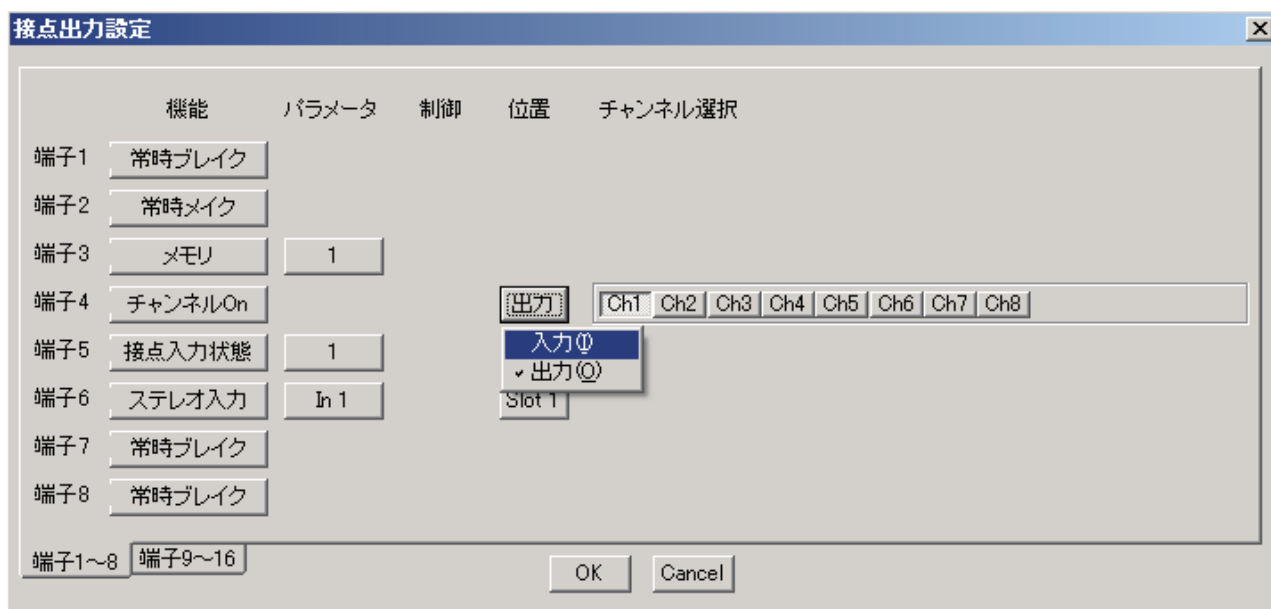 接点出力設定
機能 パラメータ 制御 位置 チャンネル選択
端子1 常時ブレイク
端子2 常時メイク
端子3 メモリ 1
端子4 チャンネルOn 出力 Ch1 Ch2 Ch3 Ch4 Ch5 Ch6 Ch7 Ch8
入力(I)
端子5 接点入力状態 1
✓出力(O)
端子6 ステレオ入力 In 1 Slot 1
端子7 常時ブレイク
端子8 常時ブレイク
端子1～8 端子9～16
OK Cancel